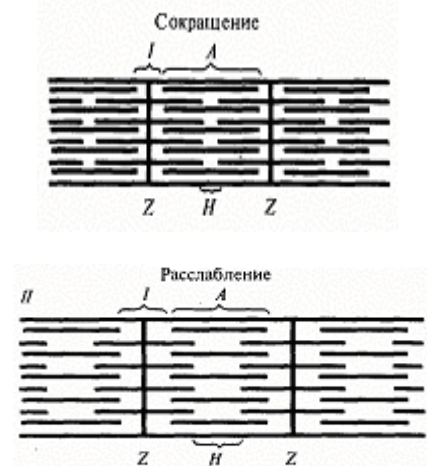 Сокращение
I A
Z H Z
Расслабление
II I A
Z H Z